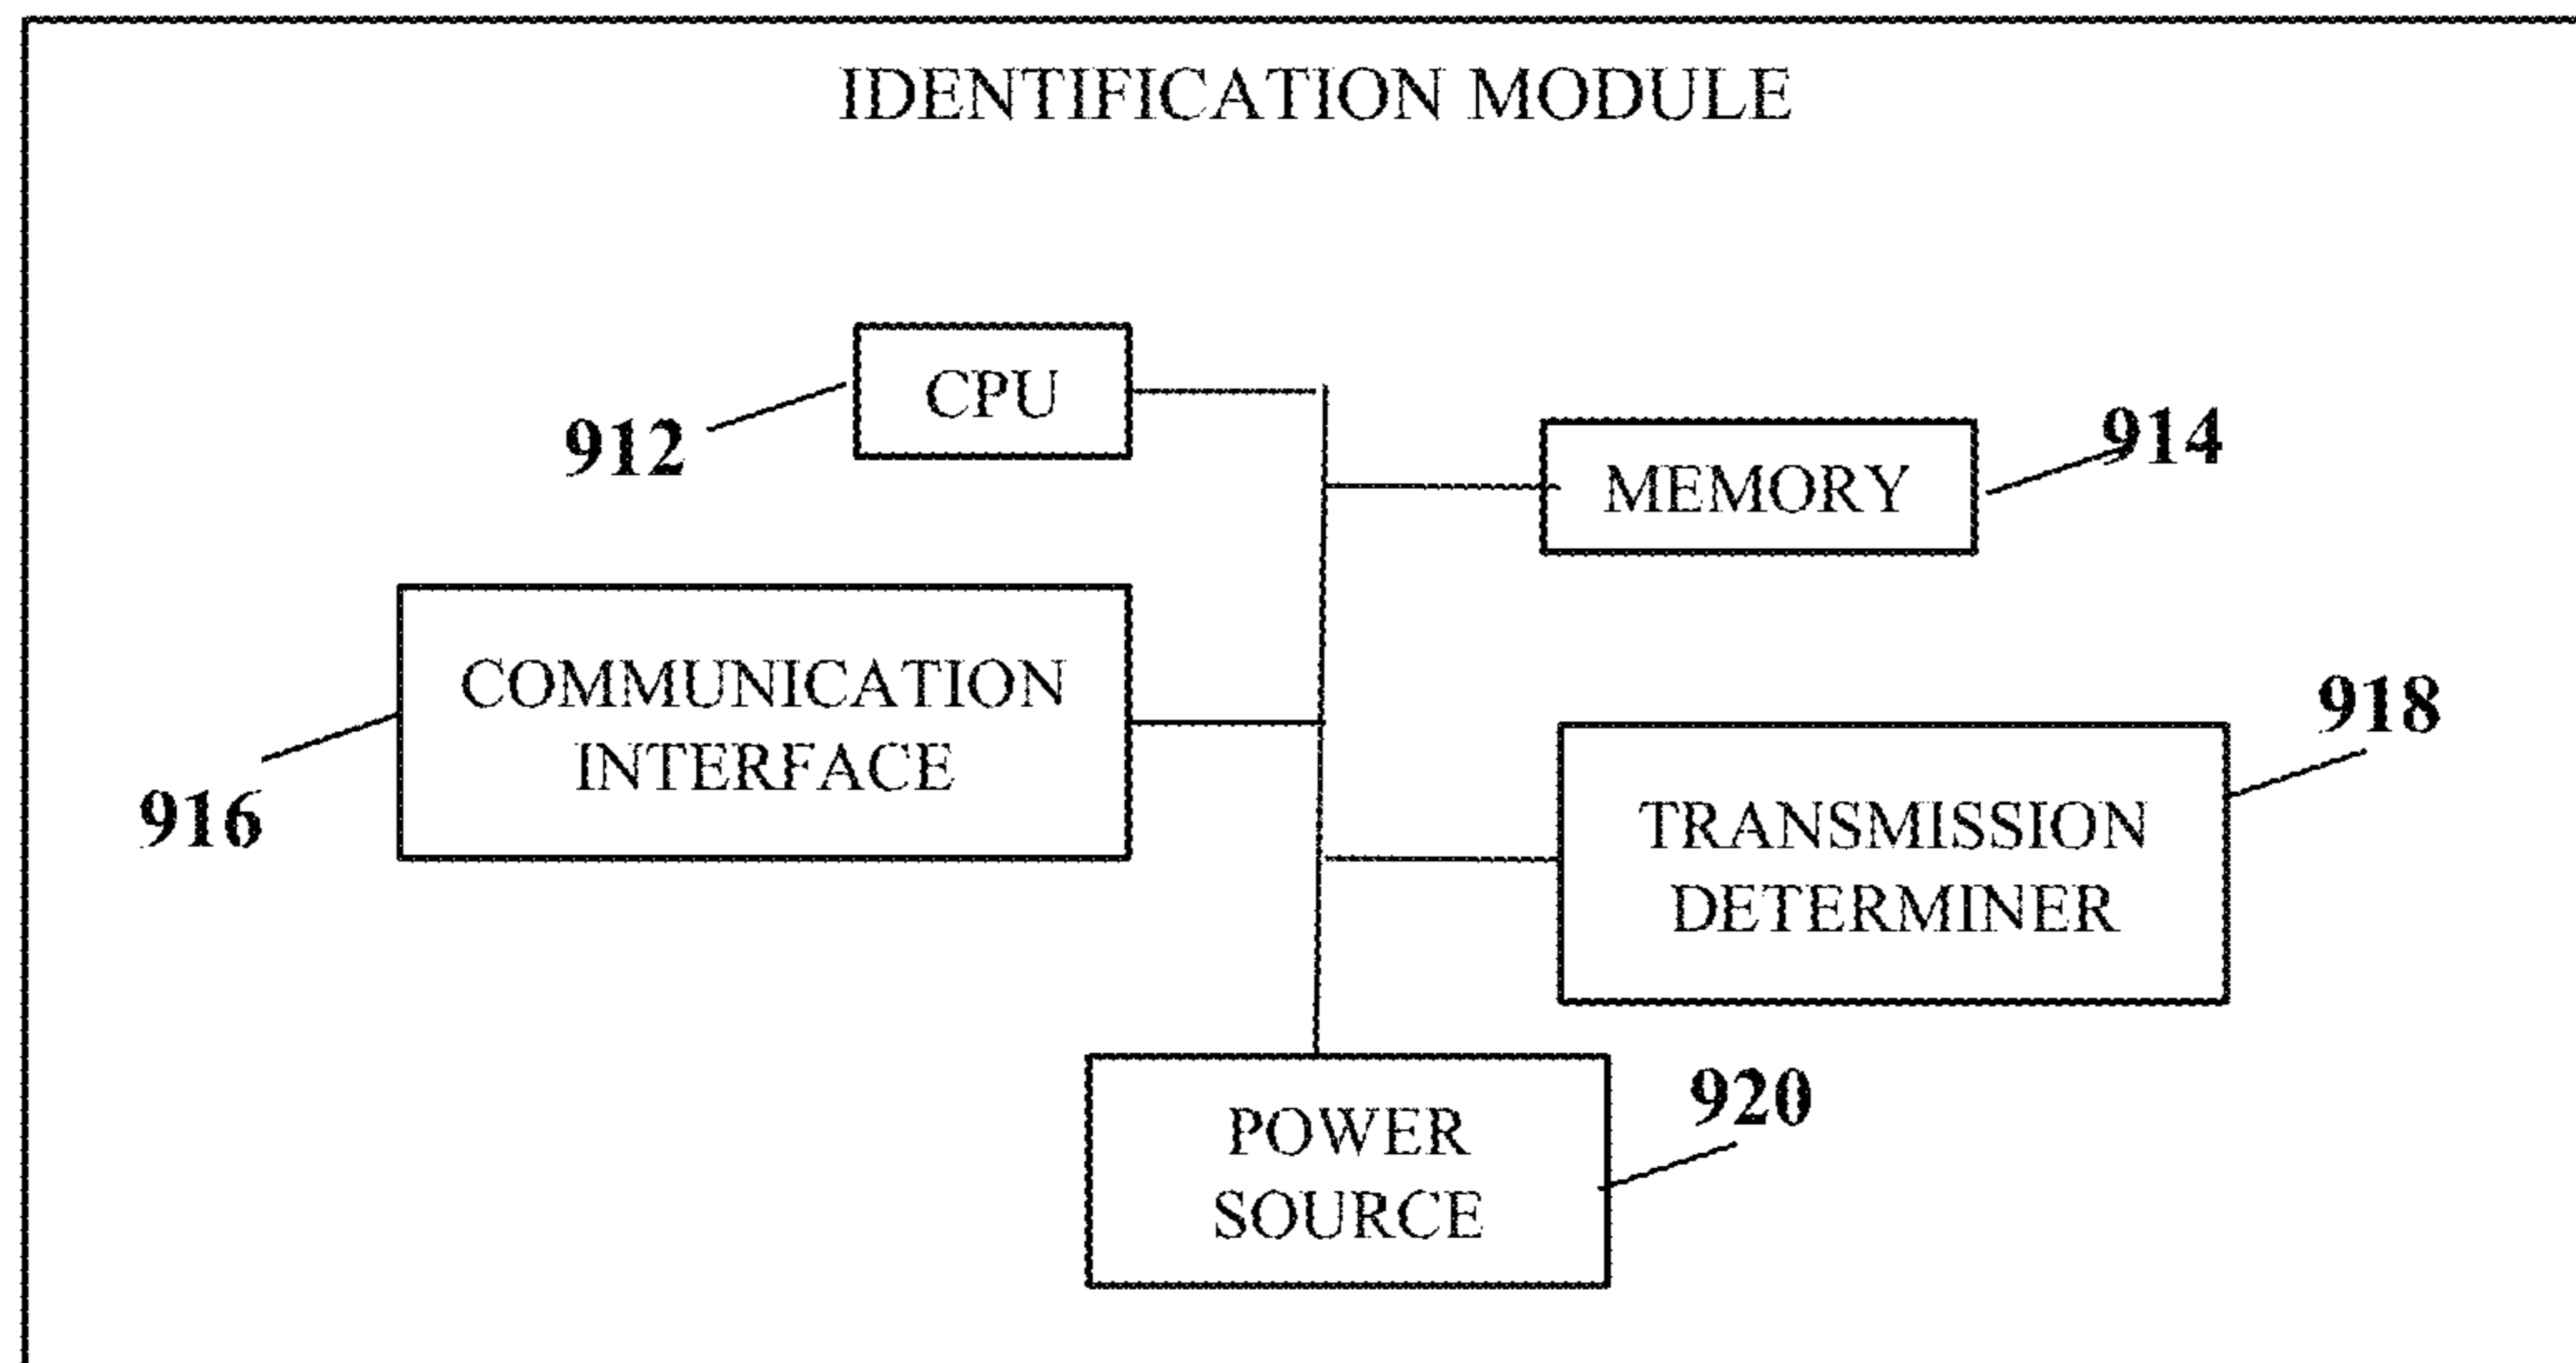 IDENTIFICATION MODULE
CPU
912
MEMORY
914
COMMUNICATION
INTERFACE
916
TRANSMISSION
DETERMINER
918
POWER
SOURCE
920